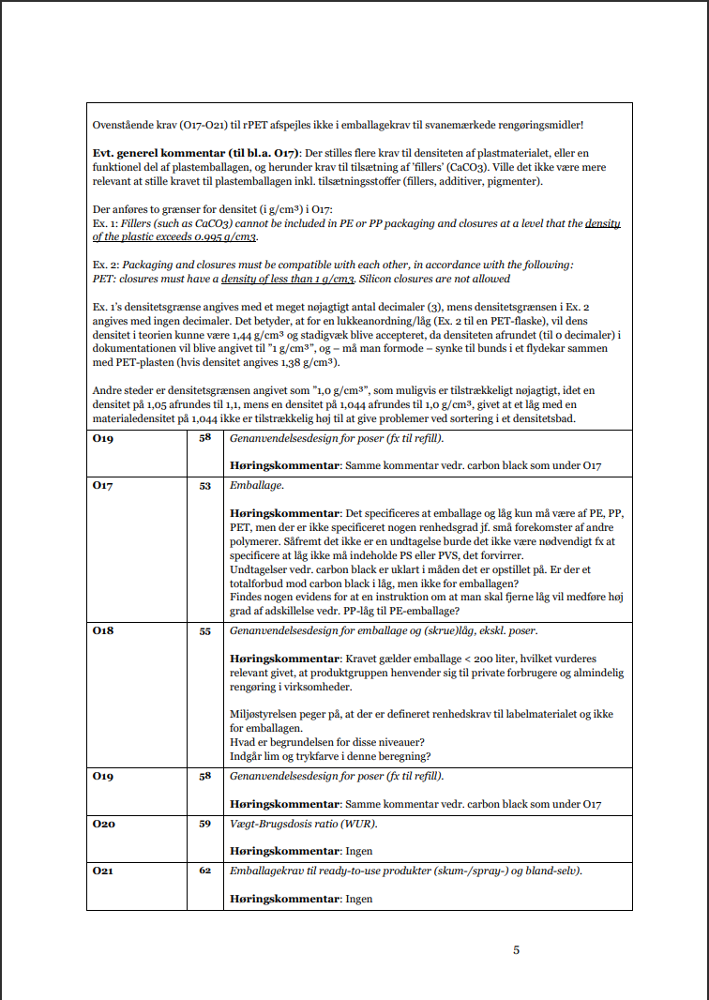 Ovenstående krav (O17-O21) til rPET afspejles ikke i emballagekrav til svanemærkede rengøringsmidler!
Evt. generel kommentar (til bl.a. O17): Der stilles flere krav til densiteten af plastmaterialet, eller en
funktionel del af plastemballagen, og herunder krav til tilsætning af 'fillers' (CaCO3). Ville det ikke være mere
relevant at stille kravet til plastemballagen inkl. tilsætningsstoffer (fillers, additiver, pigmenter).
Der anføres to grænser for densitet (i g/cm³) i O17:
Ex. 1: Fillers (such as CaCO3) cannot be included in PE or PP packaging and closures at a level that the density
of the plastic exceeds 0.995 g/cm3.
Ex. 2: Packaging and closures must be compatible with each other, in accordance with the following:
PET: closures must have a density of less than 1 g/cm3. Silicon closures are not allowed
Ex. 1's densitetsgrænse angives med et meget nøjagtigt antal decimaler (3), mens densitetsgrænsen i Ex. 2
angives med ingen decimaler. Det betyder, at for en lukkeanordning/låg (Ex. 2 til en PET-flaske), vil dens
densitet i teorien kunne være 1,44 g/cm³ og stadigvæk blive accepteret, da densiteten afrundet (til 0 decimaler) i
dokumentationen vil blive angivet til "1 g/cm³", og – må man formode – synke til bunds i et flydekar sammen
med PET-plasten (hvis densitet angives 1,38 g/cm³).
Andre steder er densitetsgrænsen angivet som "1,0 g/cm³", som muligvis er tilstrækkeligt nøjagtigt, idet en
densitet på 1,05 afrundes til 1,1, mens en densitet på 1,044 afrundes til 1,0 g/cm³, givet at et låg med en
materialedensitet på 1,044 ikke er tilstrækkelig høj til at give problemer ved sortering i et densitetsbad.
O19 58 Genanvendelsesdesign for poser (fx til refill).
Høringskommentar: Samme kommentar vedr. carbon black som under O17
O17 53 Emballage.
Høringskommentar: Det specificeres at emballage og låg kun må være af PE, PP,
PET, men der er ikke specificeret nogen renhedsgrad jf. små forekomster af andre
polymerer. Såfremt det ikke er en undtagelse burde det ikke være nødvendigt fx at
specificere at låg ikke må indeholde PS eller PVS, det forvirrer.
Undtagelser vedr. carbon black er uklart i måden det er opstillet på. Er der et
totalforbud mod carbon black i låg, men ikke for emballagen?
Findes nogen evidens for at en instruktion om at man skal fjerne låg vil medføre høj
grad af adskillelse vedr. PP-låg til PE-emballage?
O18 55 Genanvendelsesdesign for emballage og (skrue)låg, ekskl. poser.
Høringskommentar: Kravet gælder emballage < 200 liter, hvilket vurderes
relevant givet, at produktgruppen henvender sig til private forbrugere og almindelig
rengøring i virksomheder.
Miljøstyrelsen peger på, at der er defineret renhedskrav til labelmaterialet og ikke
for emballagen.
Hvad er begrundelsen for disse niveauer?
Indgår lim og trykfarve i denne beregning?
O19 58 Genanvendelsesdesign for poser (fx til refill).
Høringskommentar: Samme kommentar vedr. carbon black som under O17
O20 59 Vægt-Brugsdosis ratio (WUR).
Høringskommentar: Ingen
O21 62 Emballagekrav til ready-to-use produkter (skum-/spray-) og bland-selv).
Høringskommentar: Ingen
5